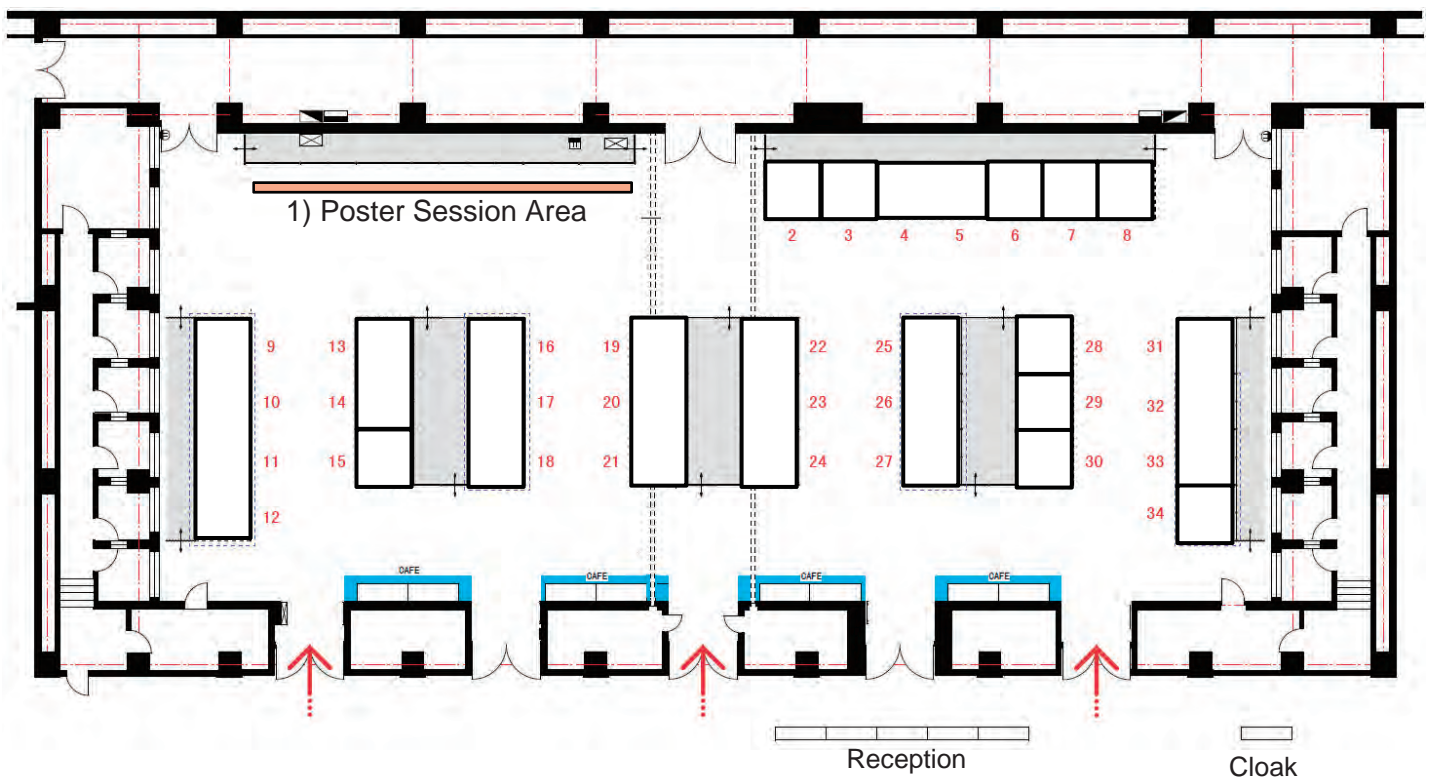 1) Poster Session Area
2 3 4 5 6 7 8
9 13 16 19 22 25 28 31
10 14 17 20 23 26 29 32
11 15 18 21 24 27 30 33
12 34
CAFE CAFE CAFE CAFE
Reception
Cloak